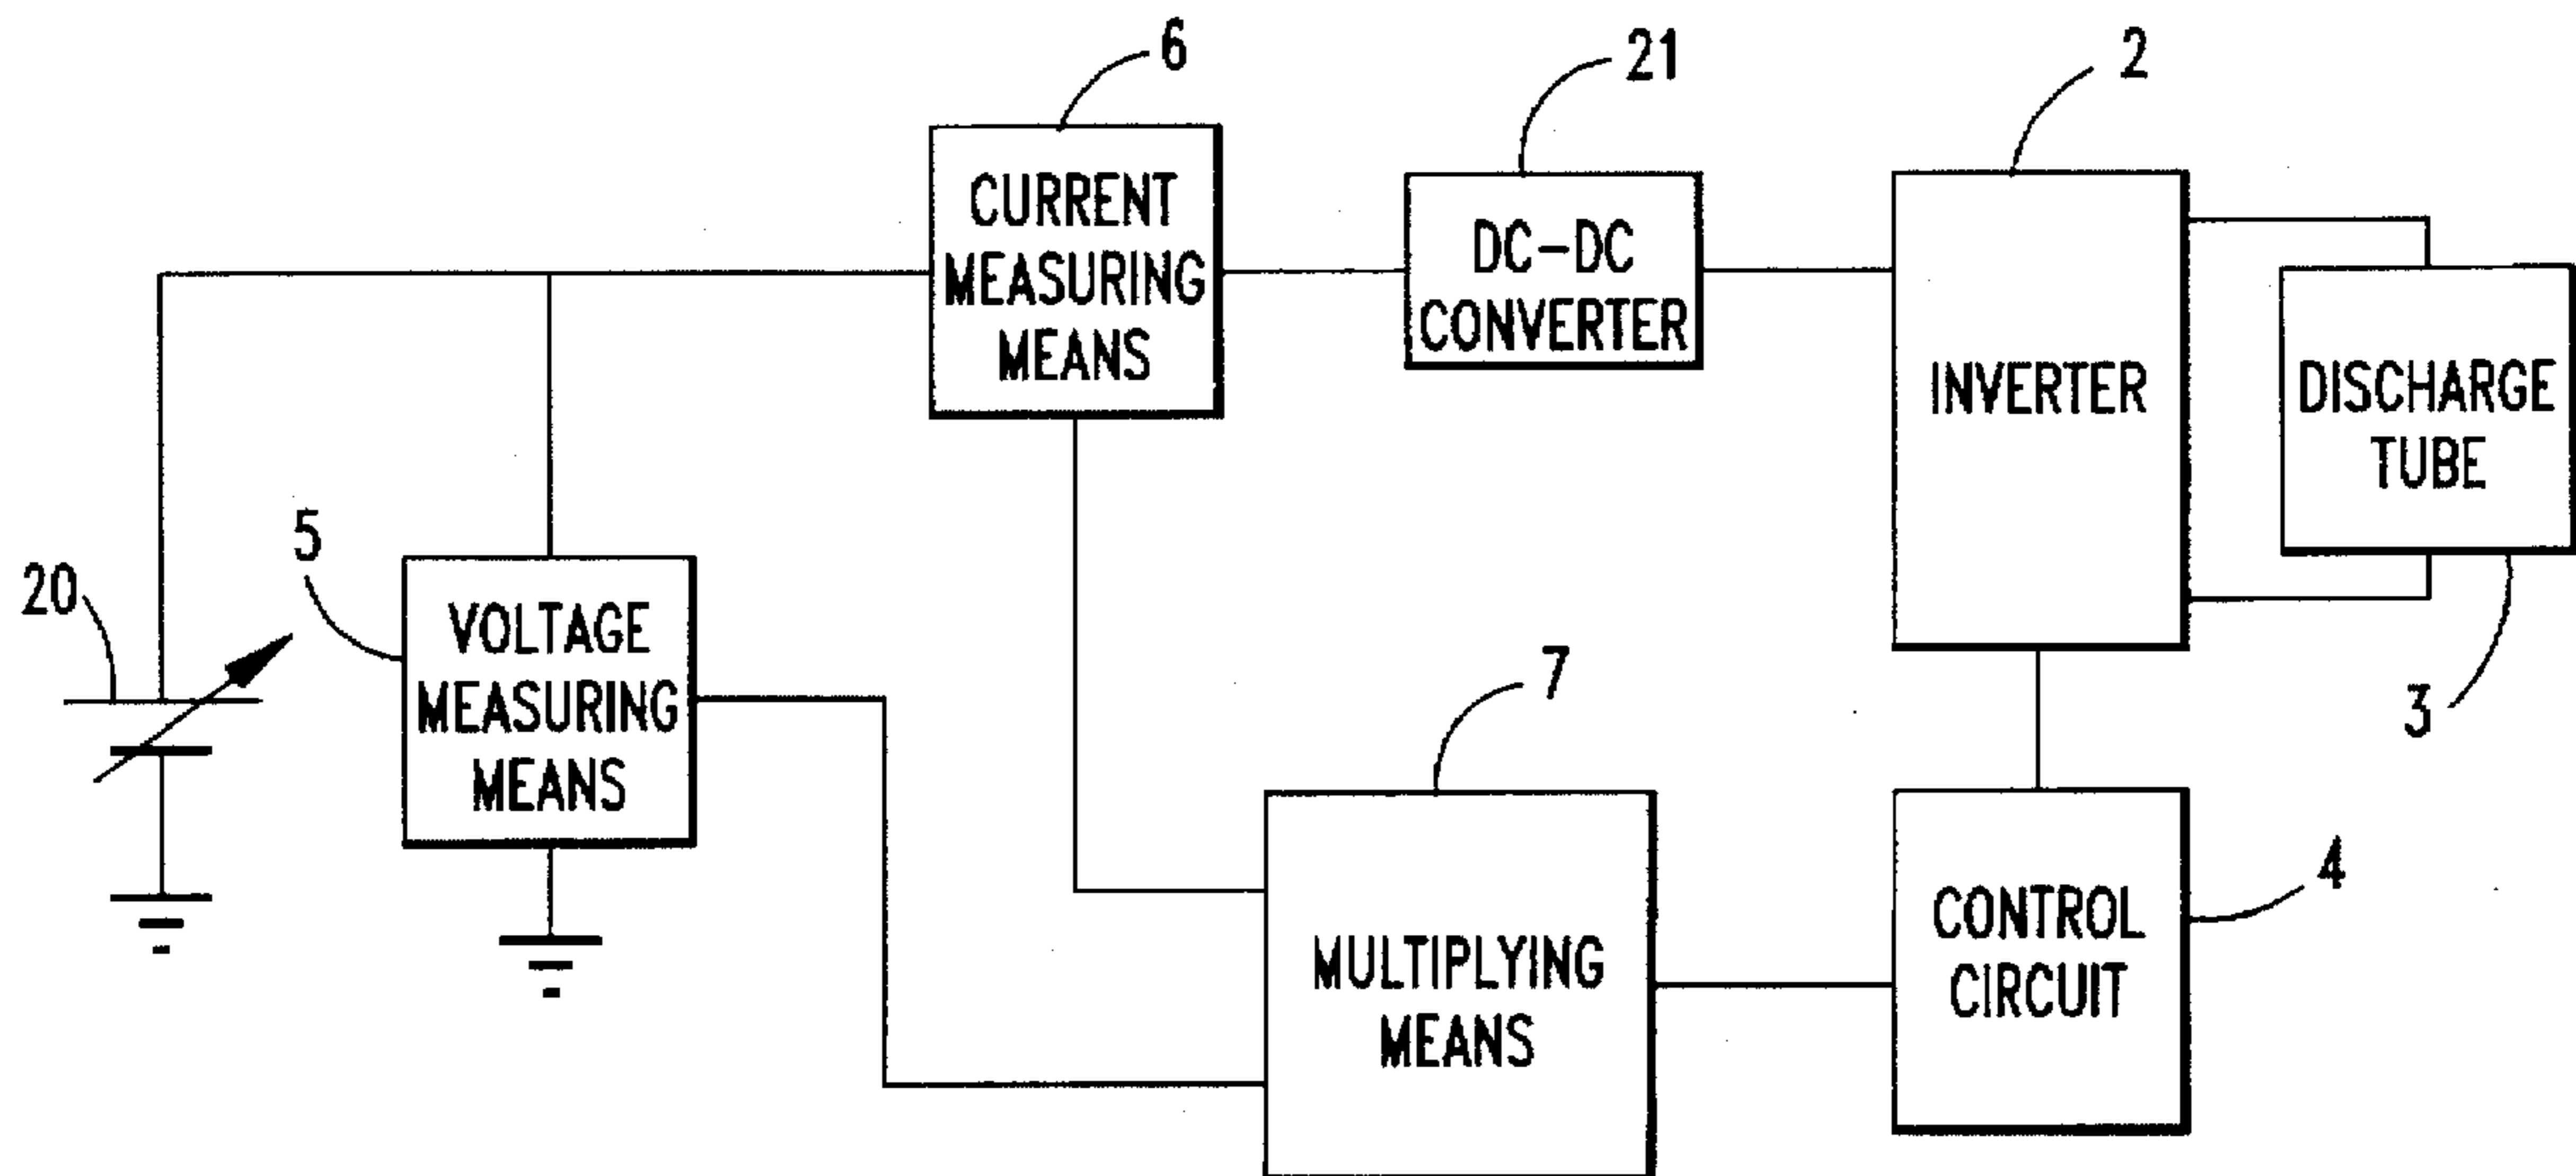 6
21
2
CURRENT
MEASURING
MEANS
DC-DC
CONVERTER
INVERTER
DISCHARGE
TUBE
3
20
5
VOLTAGE
MEASURING
MEANS
7
MULTIPLYING
MEANS
CONTROL
CIRCUIT
4